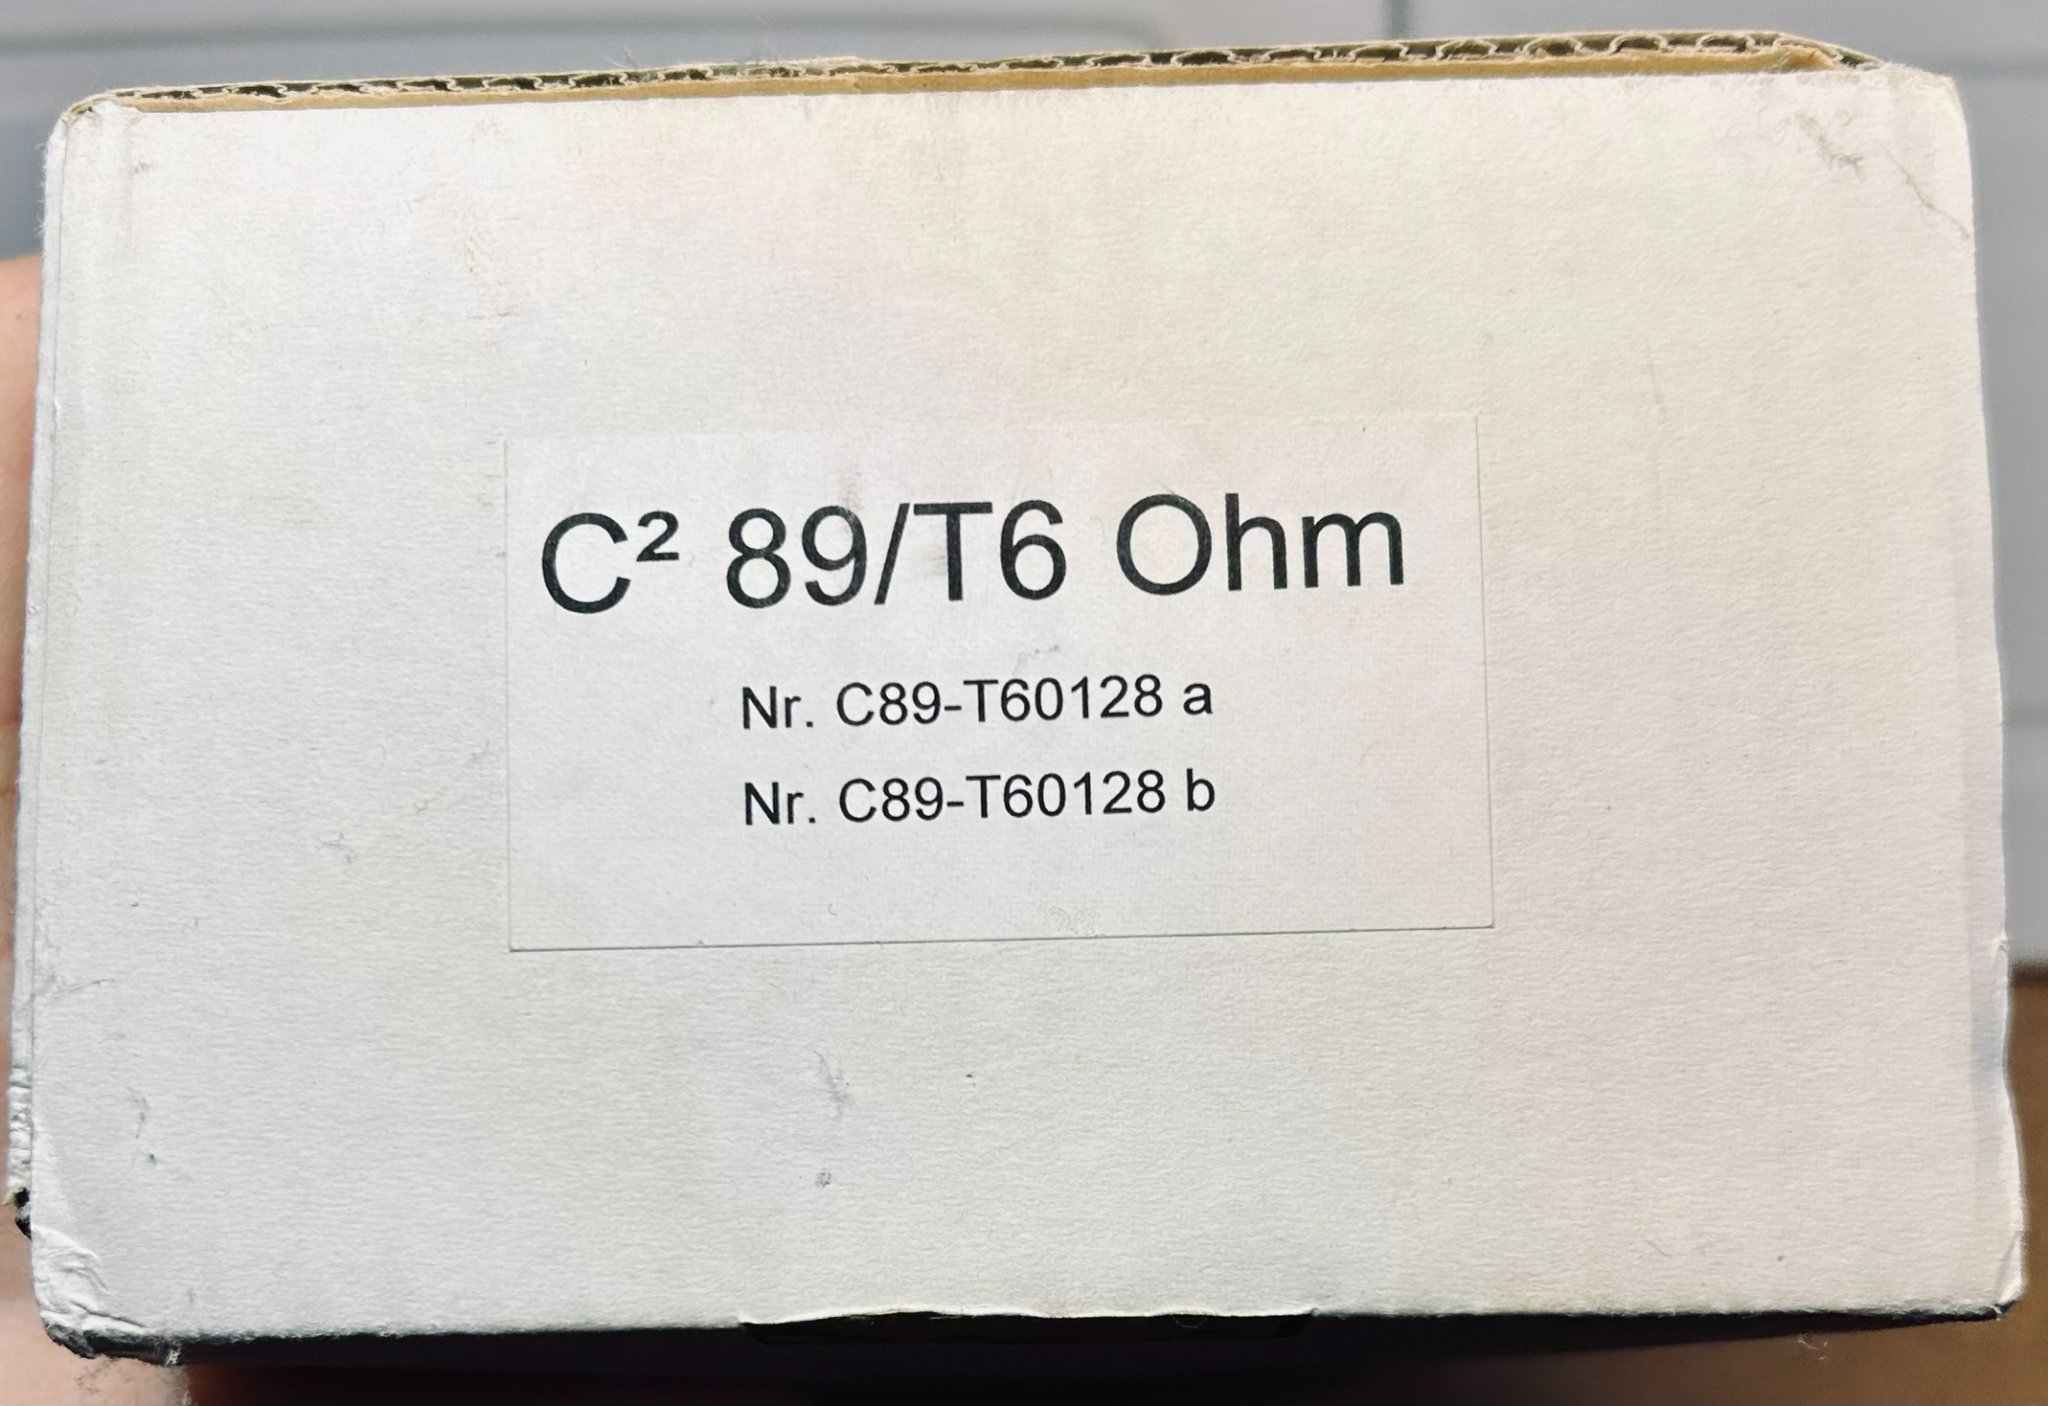 C² 89/T6 Ohm
Nr. C89-T60128 a
Nr. C89-T60128 b